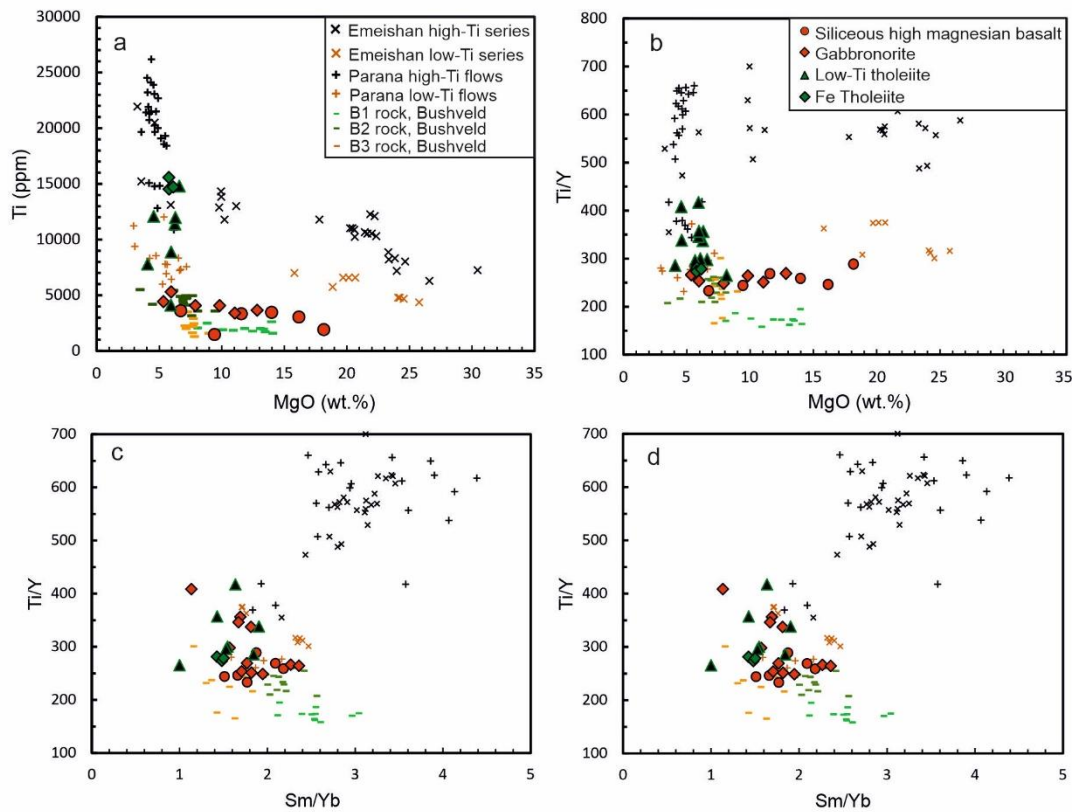 a
Emeishan high-Ti series
Emeishan low-Ti series
Parana high-Ti flows
Parana low-Ti flows
B1 rock, Bushveld
B2 rock, Bushveld
B3 rock, Bushveld
30000
25000
20000
15000
10000
5000
0
Ti (ppm)
0 5 10 15 20 25 30 35
MgO (wt.%)
b
Siliceous high magnesian basalt
Gabbronorite
Low-Ti tholeiite
Fe Tholeiite
800
700
600
500
400
300
200
100
Ti/Y
0 5 10 15 20 25 30 35
MgO (wt.%)
c
700
600
500
400
300
200
100
Ti/Y
0 1 2 3 4 5
Sm/Yb
d
700
600
500
400
300
200
100
Ti/Y
0 1 2 3 4 5
Sm/Yb